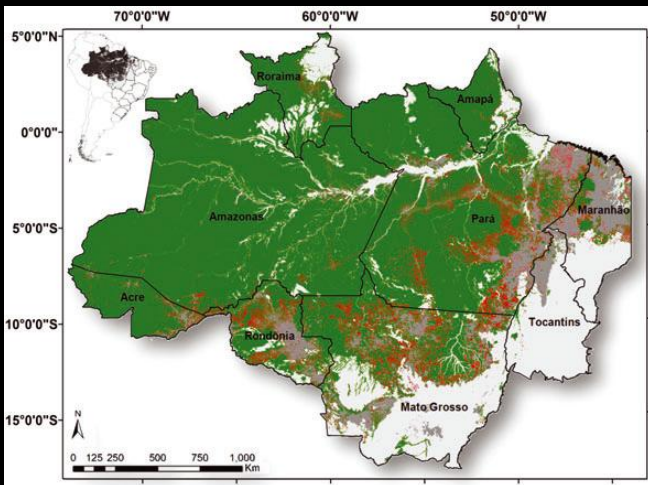 70°0'0"W 60°0'0"W 50°0'0"W
5°0'0"N
Roraima
Amapá
0°0'0"
Amazonas
Pará
Maranhão
5°0'0"S
Acre
10°0'0"S
Rondônia
Tocantins
Mato Grosso
15°0'0"S
N
0 125 250 500 750 1,000
Km